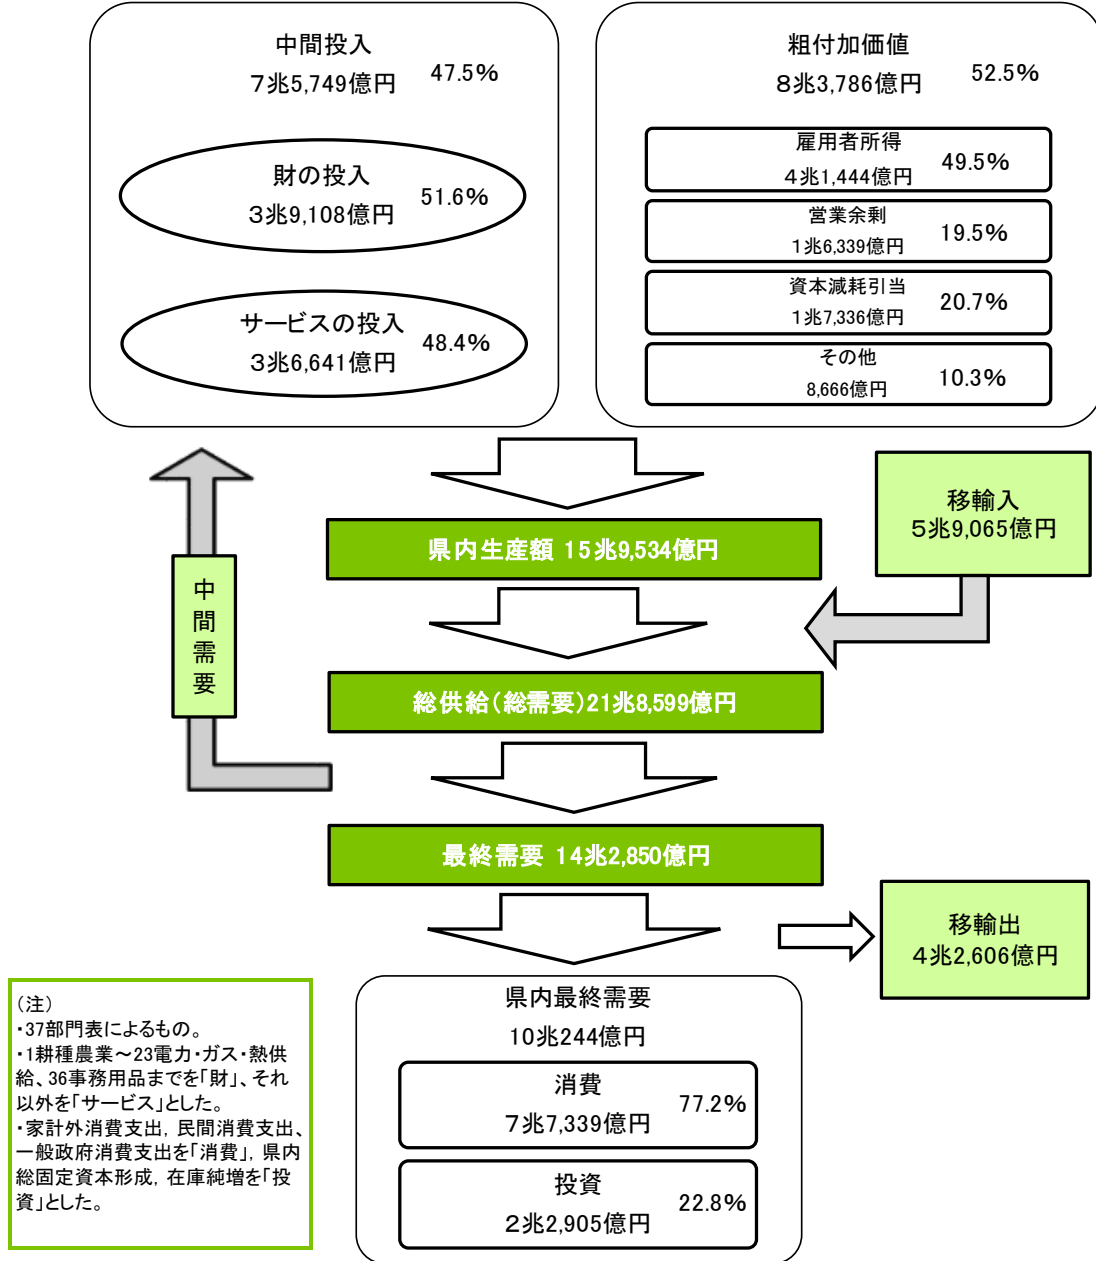 中間投入
7兆5,749億円
47.5%
財の投入
3兆9,108億円
51.6%
サービスの投入
3兆6,641億円
48.4%
粗付加価値
8兆3,786億円
52.5%
雇用者所得
4兆1,444億円
49.5%
営業余剰
1兆6,339億円
19.5%
資本減耗引当
1兆7,336億円
20.7%
その他
8,666億円
10.3%
移輸入
5兆9,065億円
県内生産額 15兆9,534億円
中
間
需
要
総供給(総需要)21兆8,599億円
最終需要 14兆2,850億円
移輸出
4兆2,606億円
県内最終需要
10兆244億円
消費
7兆7,339億円
77.2%
投資
2兆2,905億円
22.8%
(注)
・37部門表によるもの。
・1耕種農業～23電力・ガス・熱供
給、36事務用品までを「財」、それ
以外を「サービス」とした。
・家計外消費支出, 民間消費支出、
一般政府消費支出を「消費」, 県内
総固定資本形成, 在庫純増を「投
資」とした。